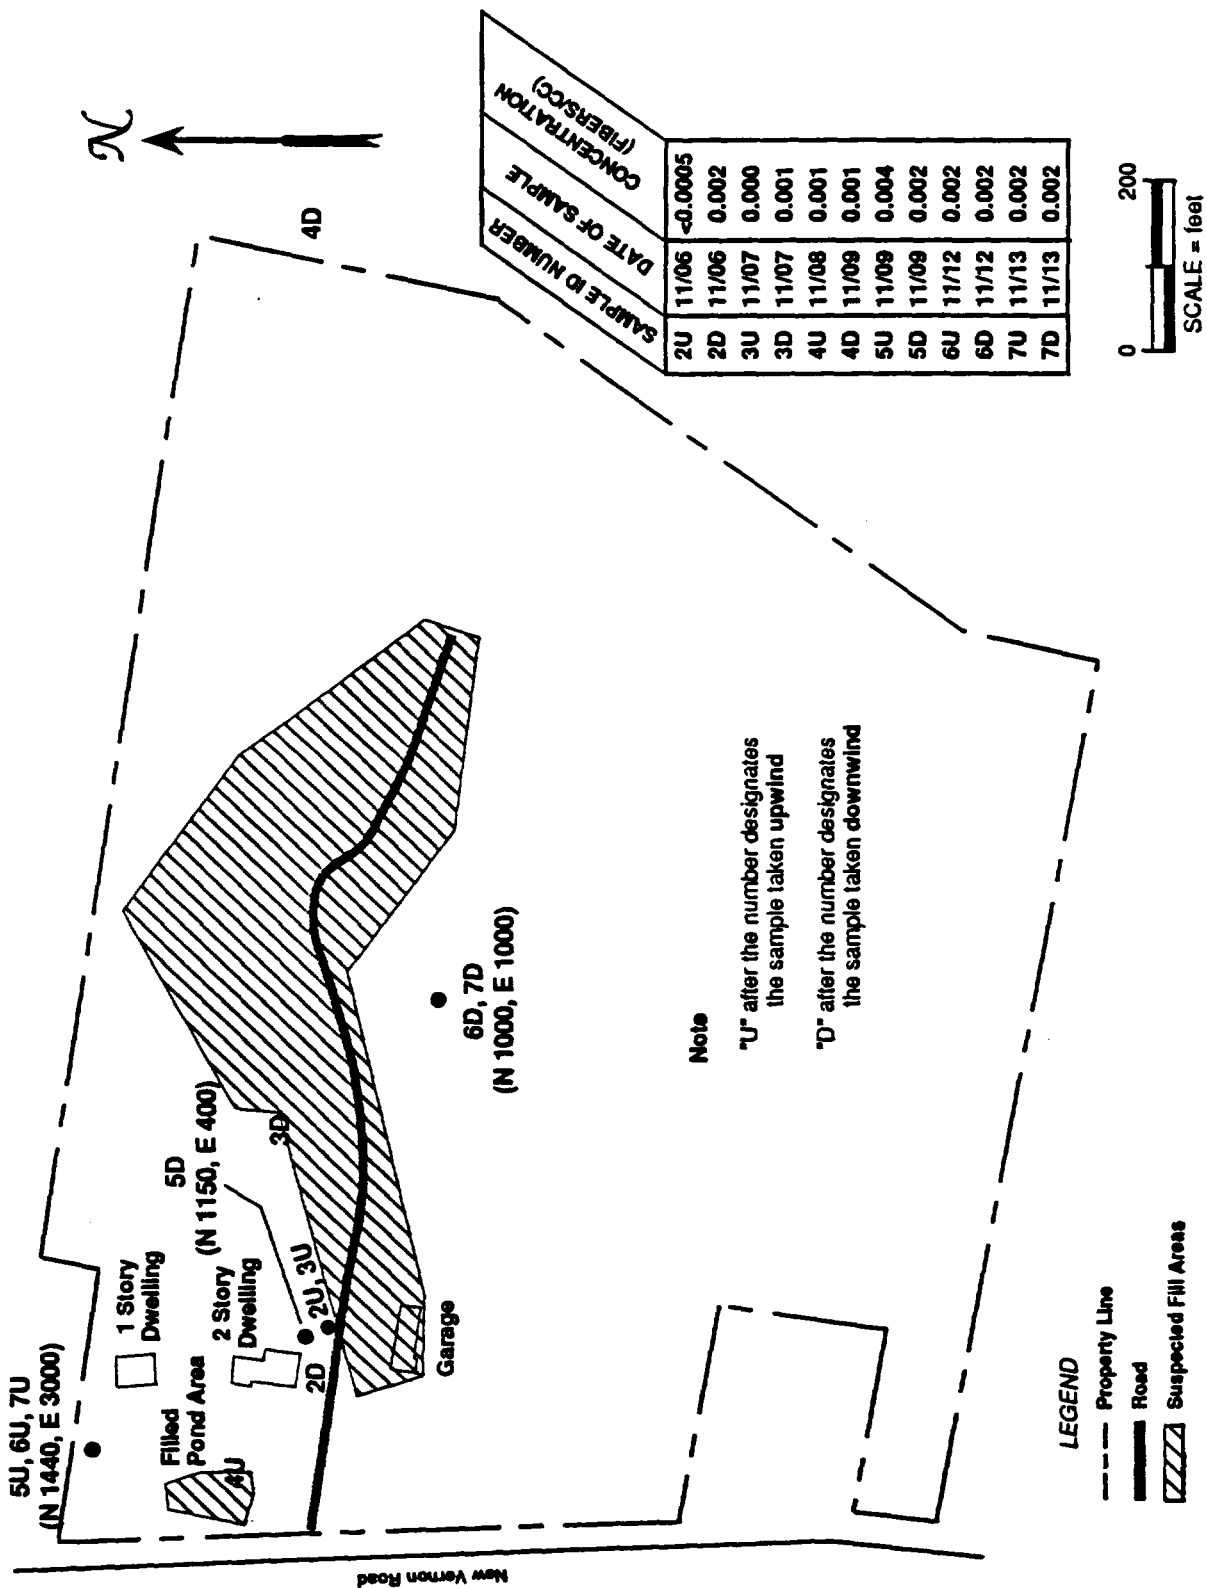 N
5U, 6U, 7U
(N 1440, E 3000)
1 Story
Dwelling
Filled
Pond Area
4U
2 Story
Dwelling
5D
(N 1150, E 400)
2U, 3U
2D
3D
4D
Garage
6D, 7D
(N 1000, E 1000)
New Vernon Road
SAMPLE ID NUMBER DATE OF SAMPLE CONCENTRATION
(FIBERS/CC)
2U 11/06 <0.0005
2D 11/06 0.002
3U 11/07 0.000
3D 11/07 0.001
4U 11/08 0.001
4D 11/09 0.001
5U 11/09 0.004
5D 11/09 0.002
6U 11/12 0.002
6D 11/12 0.002
7U 11/13 0.002
7D 11/13 0.002
Note
"U" after the number designates
the sample taken upwind
"D" after the number designates
the sample taken downwind
LEGEND
Property Line
Road
Suspected Fill Areas
0 200
SCALE = feet